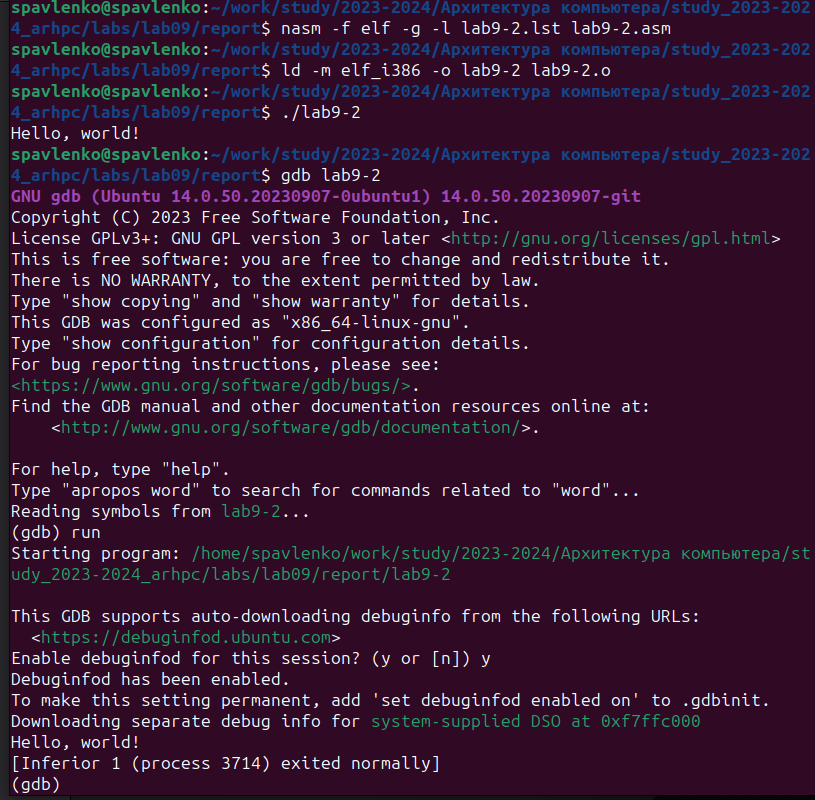 spavlenko@spavlenko:~/work/study/2023-2024/Архитектура компьютера/study_2023-202
4_arhpc/labs/lab09/report$ nasm -f elf -g -l lab9-2.lst lab9-2.asm
spavlenko@spavlenko:~/work/study/2023-2024/Архитектура компьютера/study_2023-202
4_arhpc/labs/lab09/report$ ld -m elf_i386 -o lab9-2 lab9-2.o
spavlenko@spavlenko:~/work/study/2023-2024/Архитектура компьютера/study_2023-202
4_arhpc/labs/lab09/report$ ./lab9-2
Hello, world!
spavlenko@spavlenko:~/work/study/2023-2024/Архитектура компьютера/study_2023-202
4_arhpc/labs/lab09/report$ gdb lab9-2
GNU gdb (Ubuntu 14.0.50.20230907-0ubuntu1) 14.0.50.20230907-git
Copyright (C) 2023 Free Software Foundation, Inc.
License GPLv3+: GNU GPL version 3 or later <http://gnu.org/licenses/gpl.html>
This is free software: you are free to change and redistribute it.
There is NO WARRANTY, to the extent permitted by law.
Type "show copying" and "show warranty" for details.
This GDB was configured as "x86_64-linux-gnu".
Type "show configuration" for configuration details.
For bug reporting instructions, please see:
<https://www.gnu.org/software/gdb/bugs/>.
Find the GDB manual and other documentation resources online at:
    <http://www.gnu.org/software/gdb/documentation/>.

For help, type "help".
Type "apropos word" to search for commands related to "word"...
Reading symbols from lab9-2...
(gdb) run
Starting program: /home/spavlenko/work/study/2023-2024/Архитектура компьютера/st
udy_2023-2024_arhpc/labs/lab09/report/lab9-2

This GDB supports auto-downloading debuginfo from the following URLs:
  <https://debuginfod.ubuntu.com>
Enable debuginfod for this session? (y or [n]) y
Debuginfod has been enabled.
To make this setting permanent, add 'set debuginfod enabled on' to .gdbinit.
Downloading separate debug info for system-supplied DSO at 0xf7ffc000
Hello, world!
[Inferior 1 (process 3714) exited normally]
(gdb)